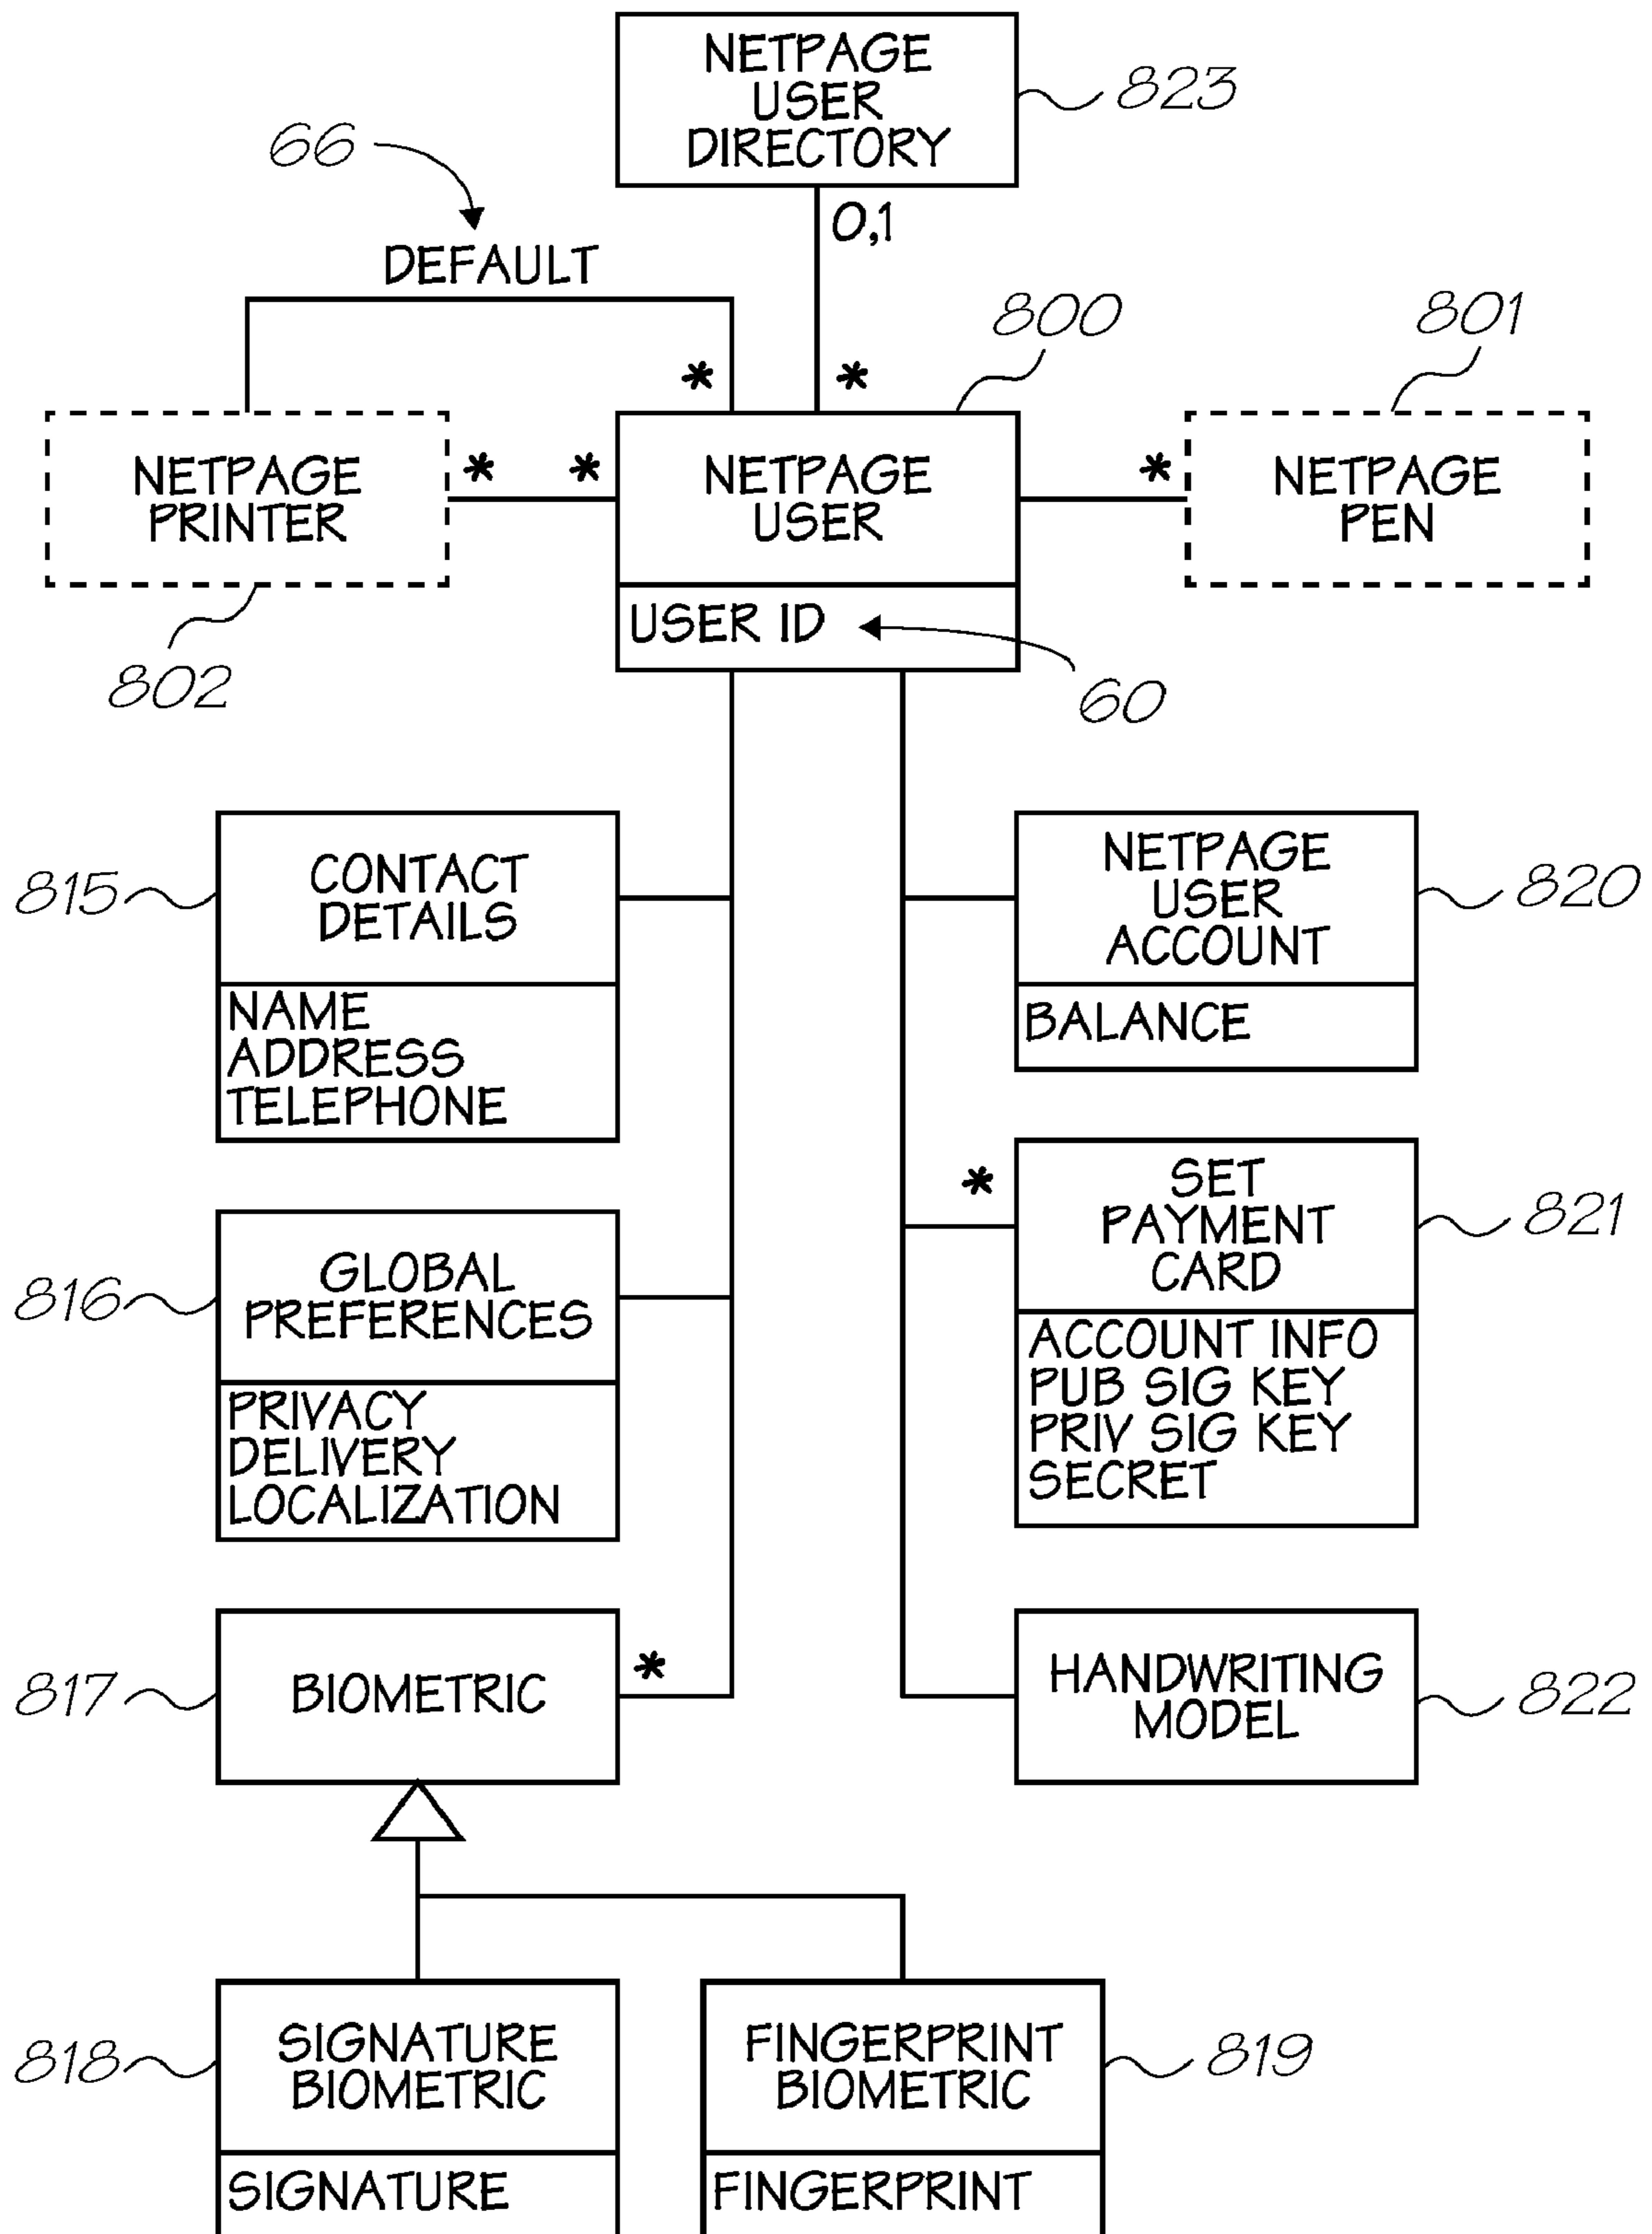 NETPAGE
USER
DIRECTORY
823
66
0,1
DEFAULT
800
801
*
*
NETPAGE
PRINTER
*
*
NETPAGE
USER
*
NETPAGE
PEN
USER ID
802
60
815
CONTACT
DETAILS
NAME
ADDRESS
TELEPHONE
NETPAGE
USER
ACCOUNT
820
BALANCE
*
SET
PAYMENT
CARD
821
ACCOUNT INFO
PUB SIG KEY
PRIV SIG KEY
SECRET
816
GLOBAL
PREFERENCES
PRIVACY
DELIVERY
LOCALIZATION
817
BIOMETRIC
*
HANDWRITING
MODEL
822
818
SIGNATURE
BIOMETRIC
SIGNATURE
FINGERPRINT
BIOMETRIC
819
FINGERPRINT